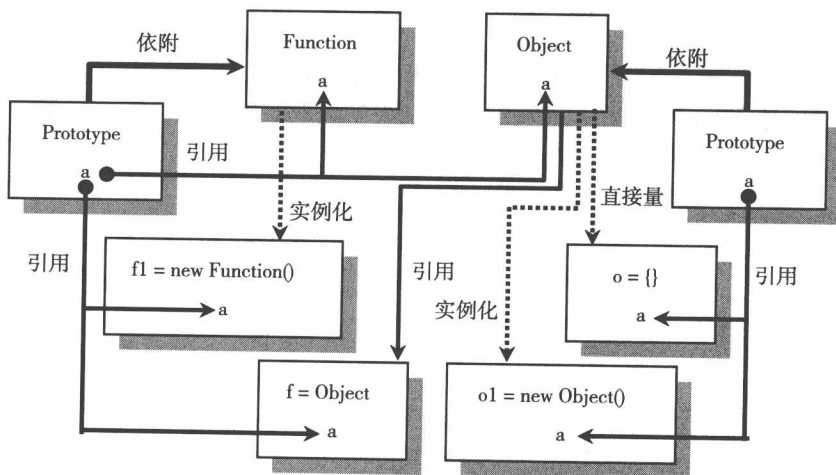 依附
Function
a
Object
a
依附
Prototype
a
引用
Prototype
a
实例化
直接量
引用
f1 = new Function()
a
引用
实例化
o = {}
a
引用
f = Object
a
o1 = new Object()
a